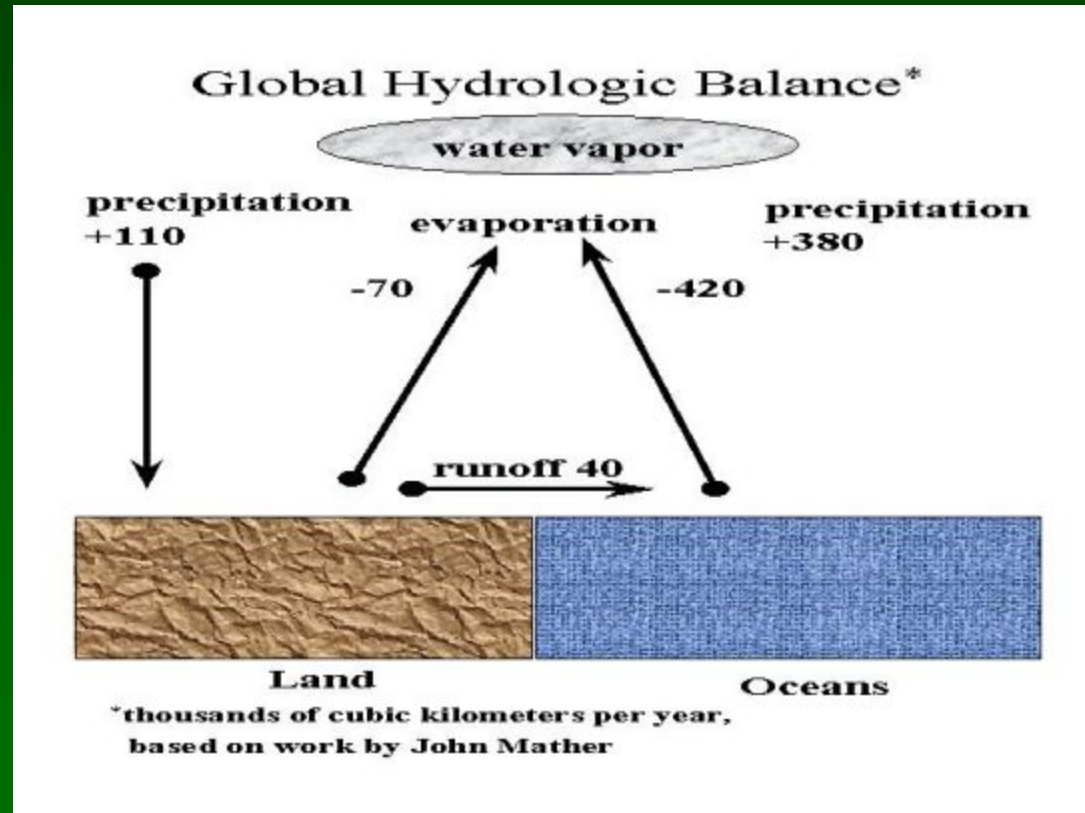 Global Hydrologic Balance*
water vapor
precipitation
+110
evaporation
precipitation
+380
-70
-420
runoff 40
Land
Oceans
*thousands of cubic kilometers per year,
based on work by John Mather